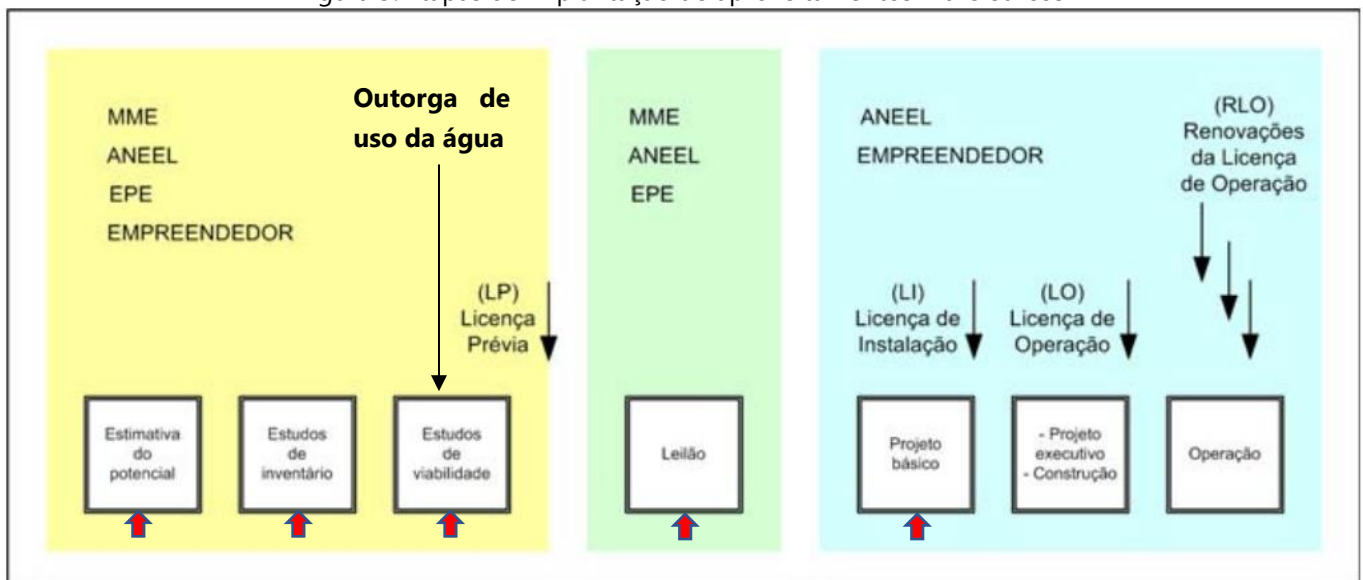 MME
ANEEL
EPE
EMPREENDEDOR
Outorga de
uso da água
(LP)
Licença
Prévia
Estimativa
do
potencial
Estudos
de
inventário
Estudos
de
viabilidade
MME
ANEEL
EPE
Leilão
ANEEL
EMPREENDEDOR
(RLO)
Renovações
da Licença
de Operação
(LI)
Licença de
Instalação
(LO)
Licença de
Operação
Projeto
básico
- Projeto
executivo
- Construção
Operação